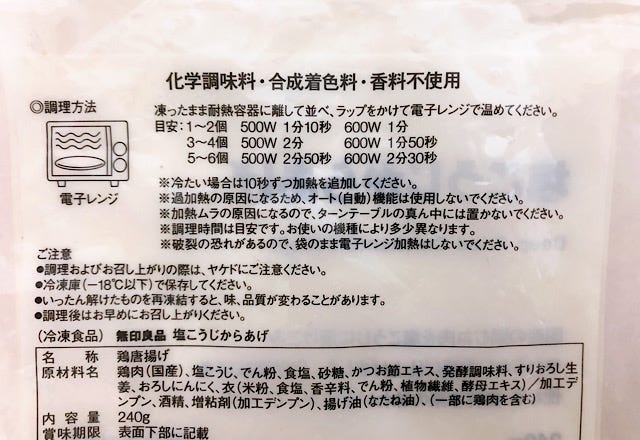 化学調味料・合成着色料・香料不使用
◎調理方法
凍ったまま耐熱容器に離して並べ、ラップをかけて電子レンジで温めてください。
目安：1～2個 500W 1分10秒 600W 1分
3～4個 500W 2分 600W 1分50秒
5～6個 500W 2分50秒 600W 2分30秒
電子レンジ
※冷たい場合は10秒ずつ加熱を追加してください。
※過加熱の原因になるため、オート（自動）機能は使用しないでください。
※加熱ムラの原因になるので、ターンテーブルの真ん中には置かないでください。
※調理時間は目安です。お使いの機種により多少異なります。
※破裂の恐れがあるので、袋のまま電子レンジ加熱はしないでください。
ご注意
●調理およびお召し上がりの際は、ヤケドにご注意ください。
●冷凍庫（－18℃以下）で保存してください。
●いったん解けたものを再凍結すると、味、品質が変わることがあります。
●調理後はお早めにお召し上がりください。
（冷凍食品） 無印良品 塩こうじからあげ
名 称 鶏唐揚げ
原材料名 鶏肉（国産）、塩こうじ、でん粉、食塩、砂糖、かつお節エキス、発酵調味料、すりおろし生
姜、おろしにんにく、衣（米粉、食塩、香辛料、でん粉、植物繊維、酵母エキス）／加工デ
ンプン、酒精、増粘剤（加工デンプン）、揚げ油（なたね油）、（一部に鶏肉を含む）
内 容 量 240g
賞味期限 表面下部に記載